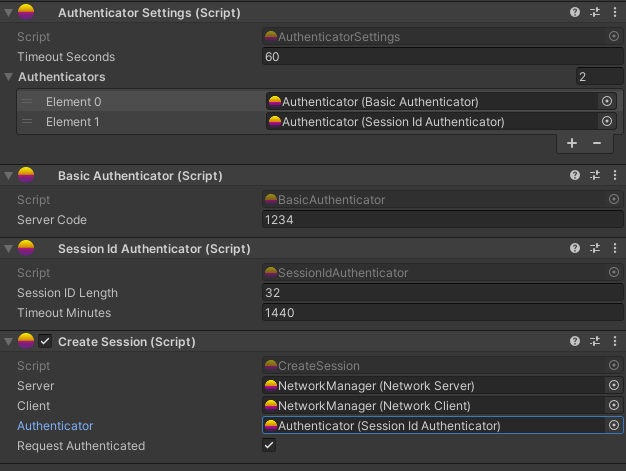 Authenticator Settings (Script)
Script AuthenticatorSettings
Timeout Seconds 60
Authenticators 2
Element 0 Authenticator (Basic Authenticator)
Element 1 Authenticator (Session Id Authenticator)
Basic Authenticator (Script)
Script BasicAuthenticator
Server Code 1234
Session Id Authenticator (Script)
Script SessionIdAuthenticator
Session ID Length 32
Timeout Minutes 1440
Create Session (Script)
Script CreateSession
Server NetworkManager (Network Server)
Client NetworkManager (Network Client)
Authenticator Authenticator (Session Id Authenticator)
Request Authenticated